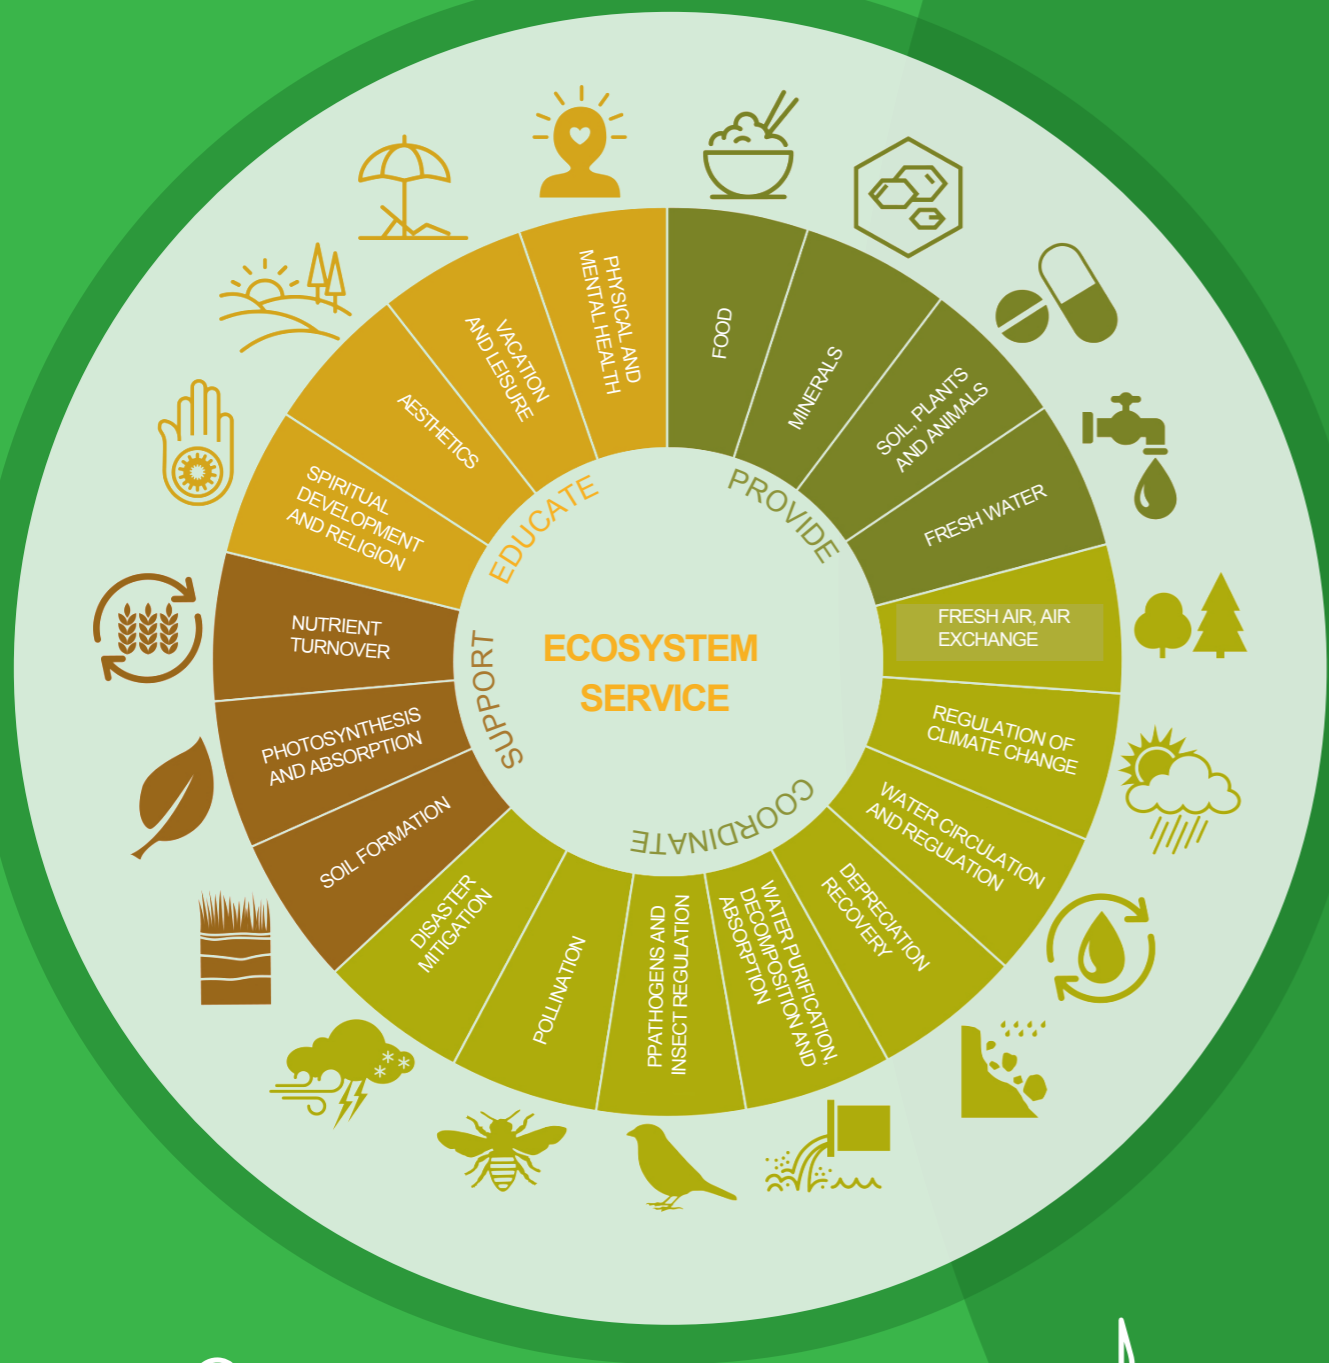 ECOSYSTEM
SERVICE
PROVIDE
FOOD
MINERALS
SOIL, PLANTS
AND ANIMALS
FRESH WATER
COORDINATE
FRESH AIR, AIR
EXCHANGE
REGULATION OF
CLIMATE CHANGE
WATER CIRCULATION
AND REGULATION
DEPRECIATION
RECOVERY
WATER PURIFICATION,
DECOMPOSITION AND
ABSORPTION
PPATHOGENS AND
INSECT REGULATION
POLLINATION
DISASTER
MITIGATION
SUPPORT
SOIL FORMATION
PHOTOSYNTHESIS
AND ABSORPTION
NUTRIENT
TURNOVER
EDUCATE
SPIRITUAL
DEVELOPMENT
AND RELIGION
AESTHETICS
VACATION
AND LEISURE
PHYSICAL AND
MENTAL HEALTH